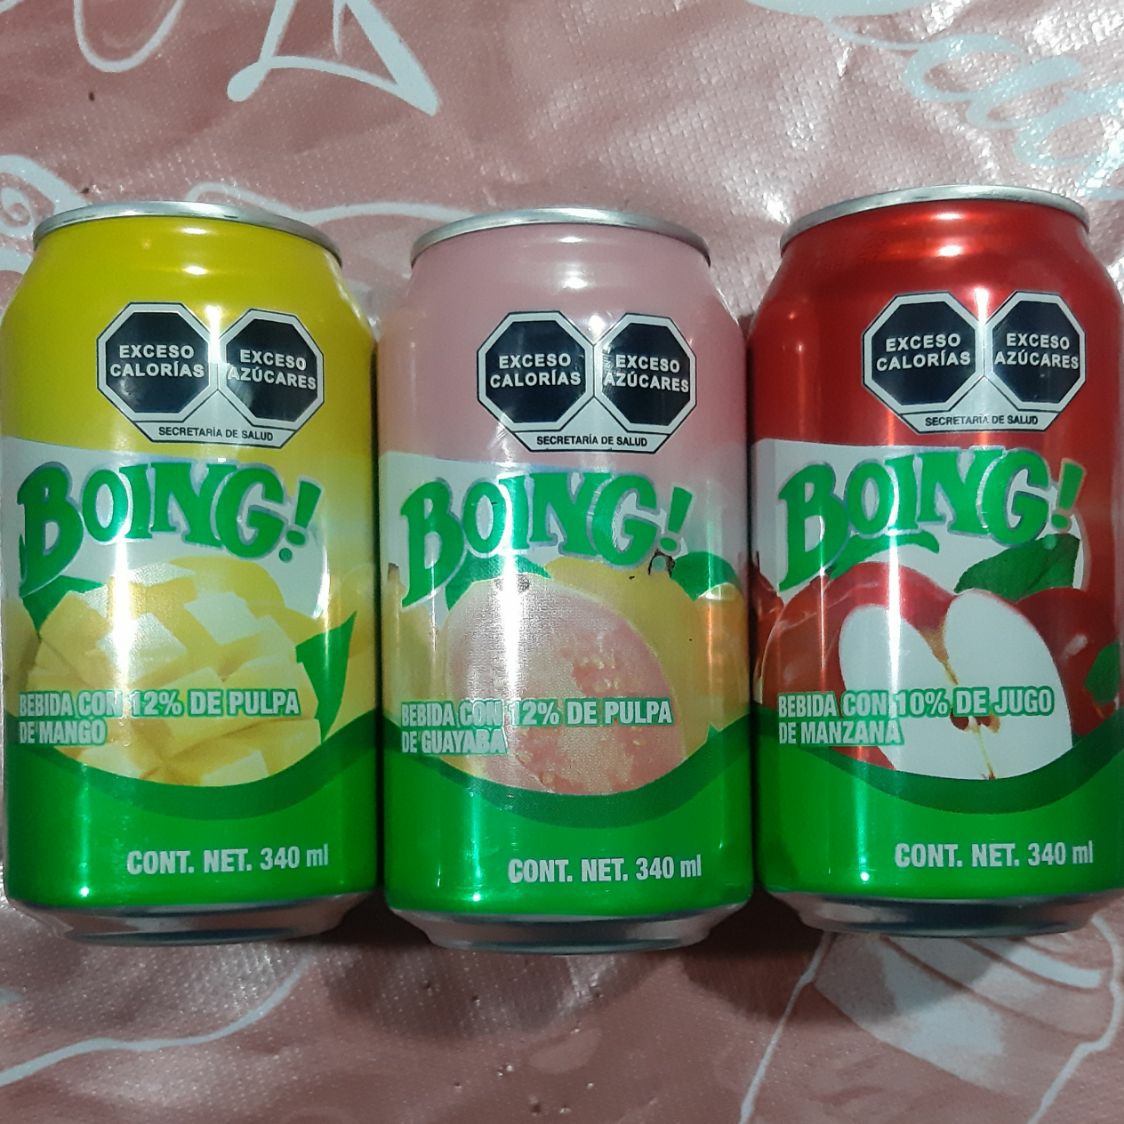 EXCESO
CALORÍAS
EXCESO
AZÚCARES
SECRETARÍA DE SALUD
BOING!
BEBIDA CON 12% DE PULPA
DE MANGO
CONT. NET. 340 ml
EXCESO
CALORÍAS
EXCESO
AZÚCARES
SECRETARÍA DE SALUD
BOING!
BEBIDA CON 12% DE PULPA
DE GUAYABA
CONT. NET. 340 ml
EXCESO
CALORÍAS
EXCESO
AZÚCARES
SECRETARÍA DE SALUD
BOING!
BEBIDA CON 10% DE JUGO
DE MANZANA
CONT. NET. 340 ml